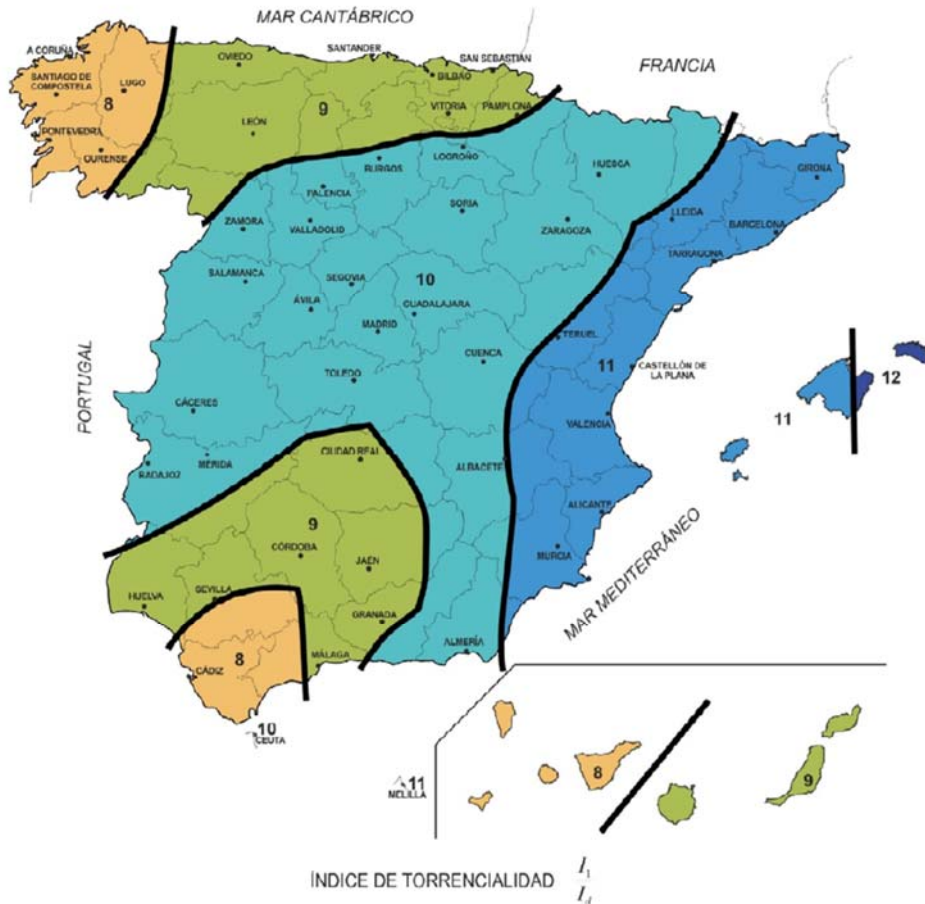 MAR CANTÁBRICO
A CORUÑA
SANTIAGO DE
COMPOSTELA
LUGO
8
PONTEVEDRA
OURENSE
OVIEDO
SANTANDER
SAN SEBASTIÁN
BILBAO
FRANCIA
9
LEÓN
VITORIA
PAMPLONA
BURGOS
LOGROÑO
HUESCA
GIRONA
PALENCIA
ZAMORA
VALLADOLID
SORIA
ZARAGOZA
LLEIDA
BARCELONA
TARRAGONA
SALAMANCA
SEGOVIA
10
ÁVILA
GUADALAJARA
MADRID
TERUEL
PORTUGAL
CUENCA
TOLEDO
11
CASTELLÓN DE
LA PLANA
12
11
CÁCERES
VALENCIA
BADAJOZ
MÉRIDA
CIUDAD REAL
ALBACETE
ALICANTE
9
CÓRDOBA
JAÉN
MURCIA
MAR MEDITERRÁNEO
HUELVA
SEVILLA
GRANADA
8
CÁDIZ
MÁLAGA
ALMERÍA
10
CEUTA
11
MELILLA
8
9
ÍNDICE DE TORRENCIALIDAD
I1
Id